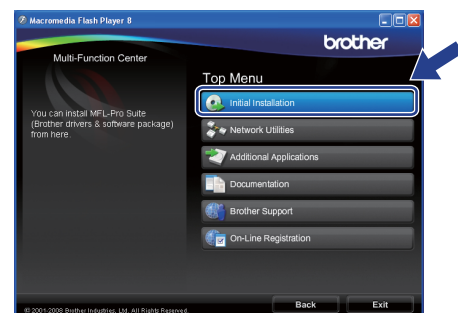 Macromedia Flash Player 8
brother
Multi-Function Center
Top Menu
Initial Installation
You can install MFL-Pro Suite
(Brother drivers & software package)
from here.
Network Utilities
Additional Applications
Documentation
Brother Support
On-Line Registration
© 2001-2008 Brother Industries, Ltd. All Rights Reserved.
Back
Exit